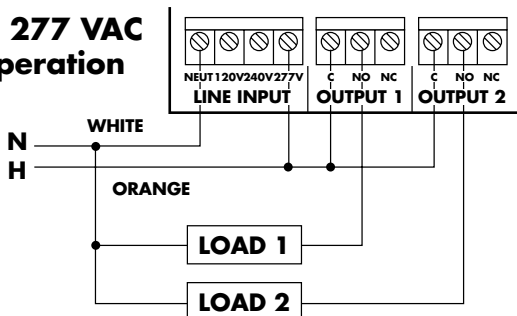 277 VAC
peration
NEUT 120V 240V 277V C NO NC C NO NC
LINE INPUT OUTPUT 1 OUTPUT 2
WHITE
N
H
ORANGE
LOAD 1
LOAD 2